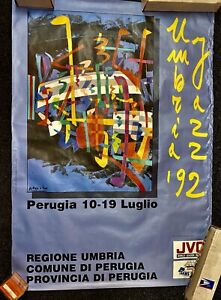 Umbria Jazz '92
Perugia 10-19 Luglio
REGIONE UMBRIA
COMUNE DI PERUGIA
PROVINCIA DI PERUGIA
JVC